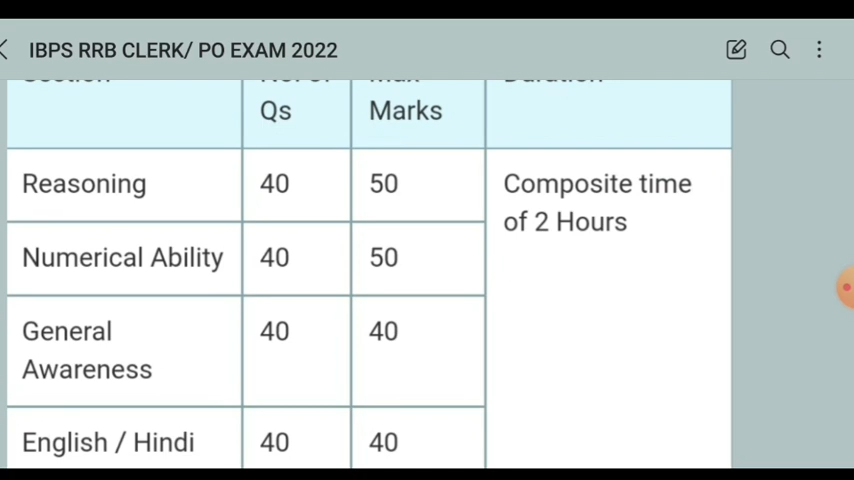 IBPS RRB CLERK/ PO EXAM 2022
Section No. of Max Duration
Qs Marks
Reasoning 40 50 Composite time
of 2 Hours
Numerical Ability 40 50
General 40 40
Awareness
English / Hindi 40 40